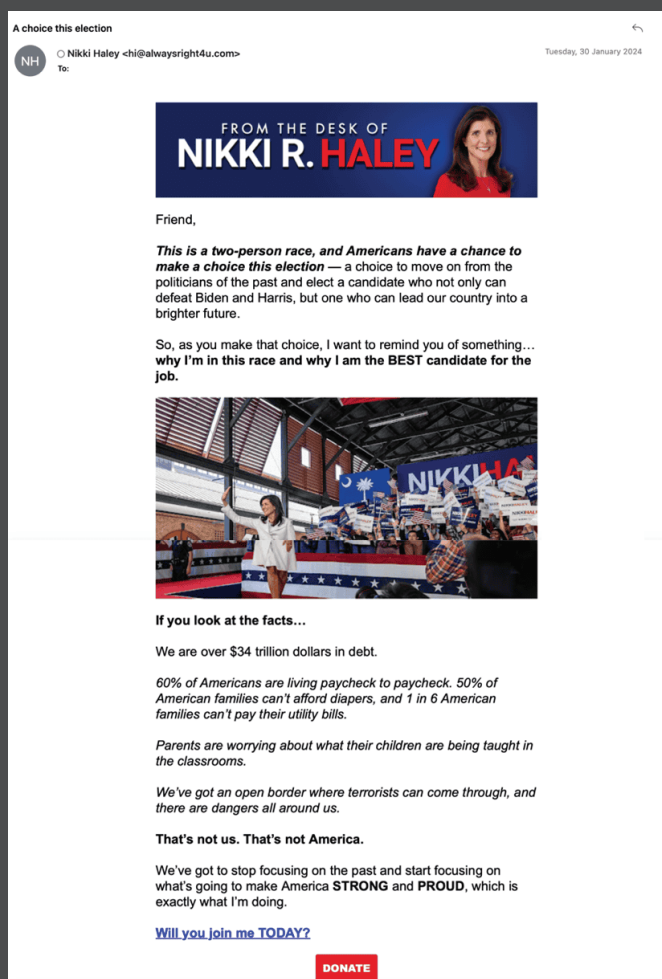 A choice this election
NH
Nikki Haley <hi@alwaysright4u.com>
Tuesday, 30 January 2024
To:
FROM THE DESK OF
NIKKI R. HALEY
Friend,
This is a two-person race, and Americans have a chance to
make a choice this election — a choice to move on from the
politicians of the past and elect a candidate who not only can
defeat Biden and Harris, but one who can lead our country into a
brighter future.
So, as you make that choice, I want to remind you of something…
why I’m in this race and why I am the BEST candidate for the
job.
NIKKI HA
If you look at the facts…
We are over $34 trillion dollars in debt.
60% of Americans are living paycheck to paycheck. 50% of
American families can’t afford diapers, and 1 in 6 American
families can’t pay their utility bills.
Parents are worrying about what their children are being taught in
the classrooms.
We’ve got an open border where terrorists can come through, and
there are dangers all around us.
That’s not us. That’s not America.
We’ve got to stop focusing on the past and start focusing on
what’s going to make America STRONG and PROUD, which is
exactly what I’m doing.
Will you join me TODAY?
DONATE